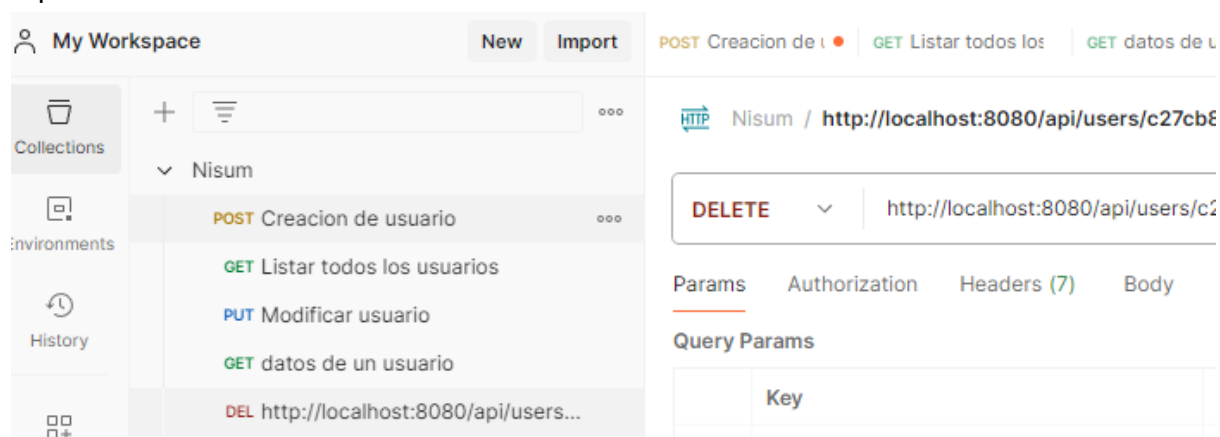 My Workspace New Import
Collections
Environments
History
Nisum
POST Creacion de usuario
GET Listar todos los usuarios
PUT Modificar usuario
GET datos de un usuario
DEL http://localhost:8080/api/users...
POST Creacion de GET Listar todos los GET datos de
HTTP Nisum / http://localhost:8080/api/users/c27cb8
DELETE http://localhost:8080/api/users/c2
Params Authorization Headers (7) Body
Query Params
Key